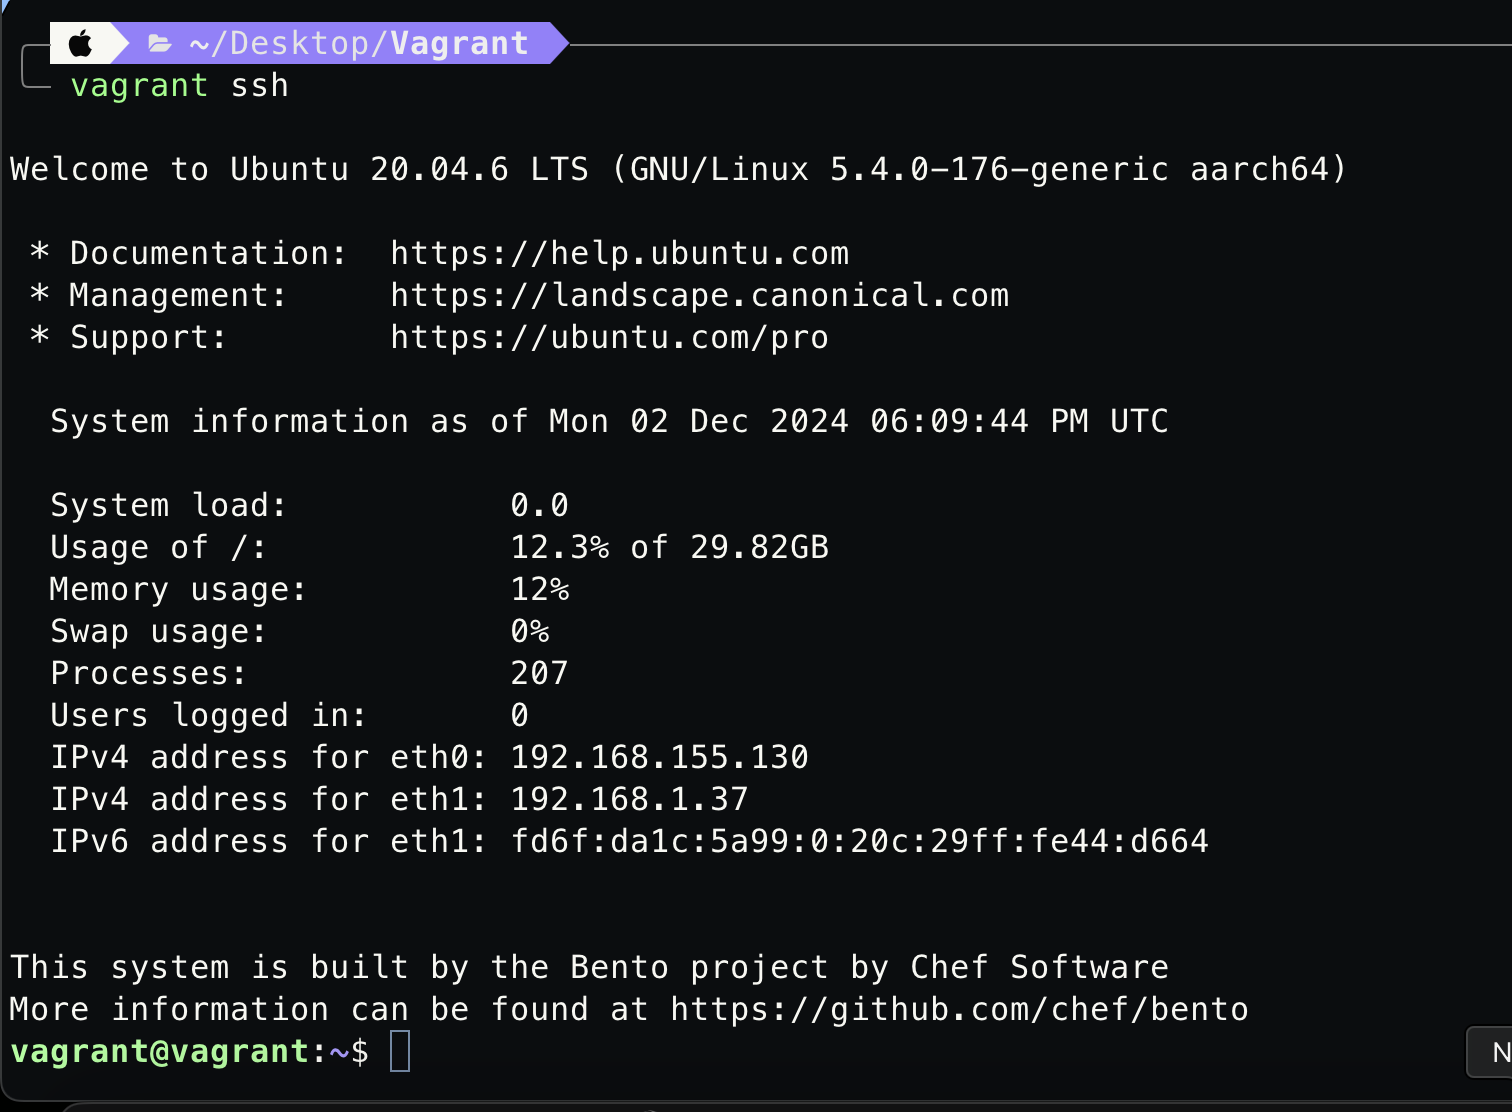 ~/Desktop/Vagrant
vagrant ssh
Welcome to Ubuntu 20.04.6 LTS (GNU/Linux 5.4.0-176-generic aarch64)
* Documentation:  https://help.ubuntu.com
* Management:     https://landscape.canonical.com
* Support:        https://ubuntu.com/pro
System information as of Mon 02 Dec 2024 06:09:44 PM UTC
System load:           0.0
Usage of /:            12.3% of 29.82GB
Memory usage:          12%
Swap usage:            0%
Processes:             207
Users logged in:       0
IPv4 address for eth0: 192.168.155.130
IPv4 address for eth1: 192.168.1.37
IPv6 address for eth1: fd6f:da1c:5a99:0:20c:29ff:fe44:d664
This system is built by the Bento project by Chef Software
More information can be found at https://github.com/chef/bento
vagrant@vagrant:~$